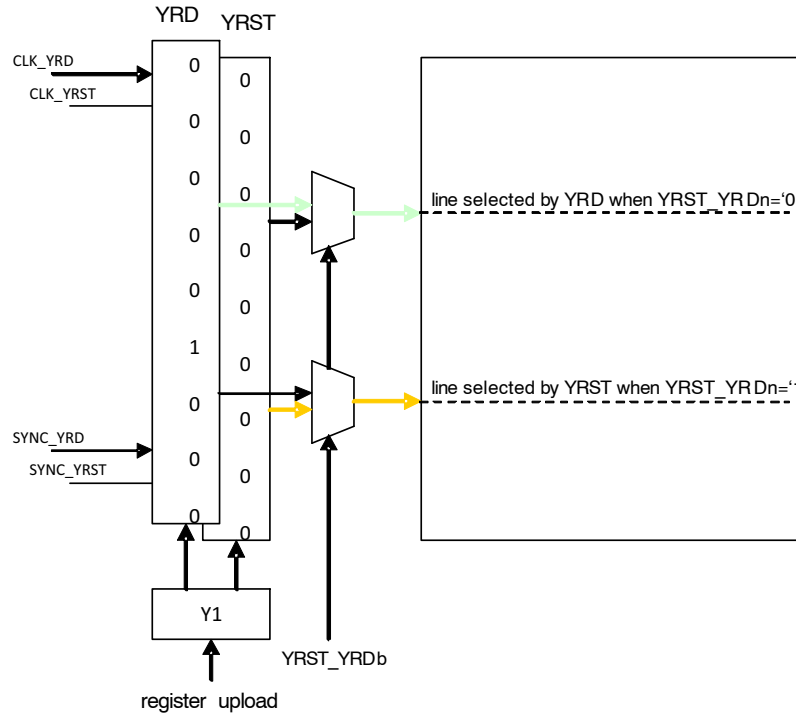 YRD
YRST
CLK_YRD
CLK_YRST
0
0
0
0
0
1
0
0
0
0
0
0
0
0
0
0
0
0
line selected by YRD when YRST_YRDn=‘0
line selected by YRST when YRST_YRDn=‘
SYNC_YRD
SYNC_YRST
Y1
YRST_YRDb
register upload